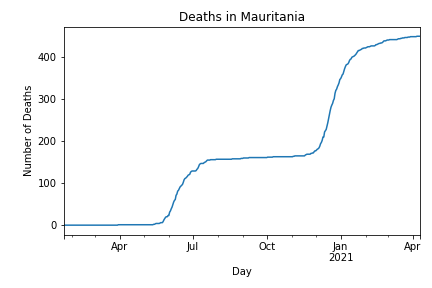 Deaths in Mauritania
Number of Deaths
400
300
200
100
0
Apr Jul Oct Jan Apr
2021
Day